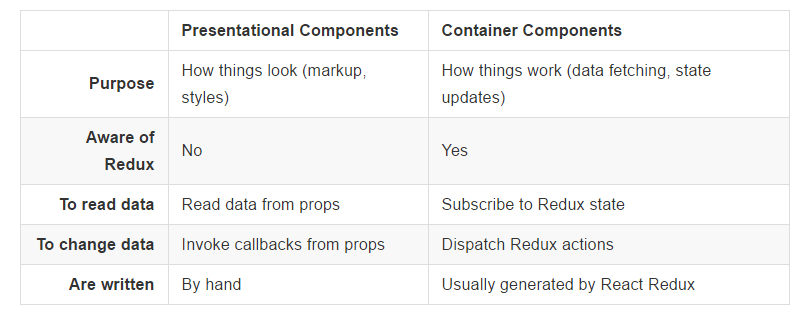 Presentational Components Container Components
Purpose How things look (markup, styles) How things work (data fetching, state updates)
Aware of Redux No Yes
To read data Read data from props Subscribe to Redux state
To change data Invoke callbacks from props Dispatch Redux actions
Are written By hand Usually generated by React Redux